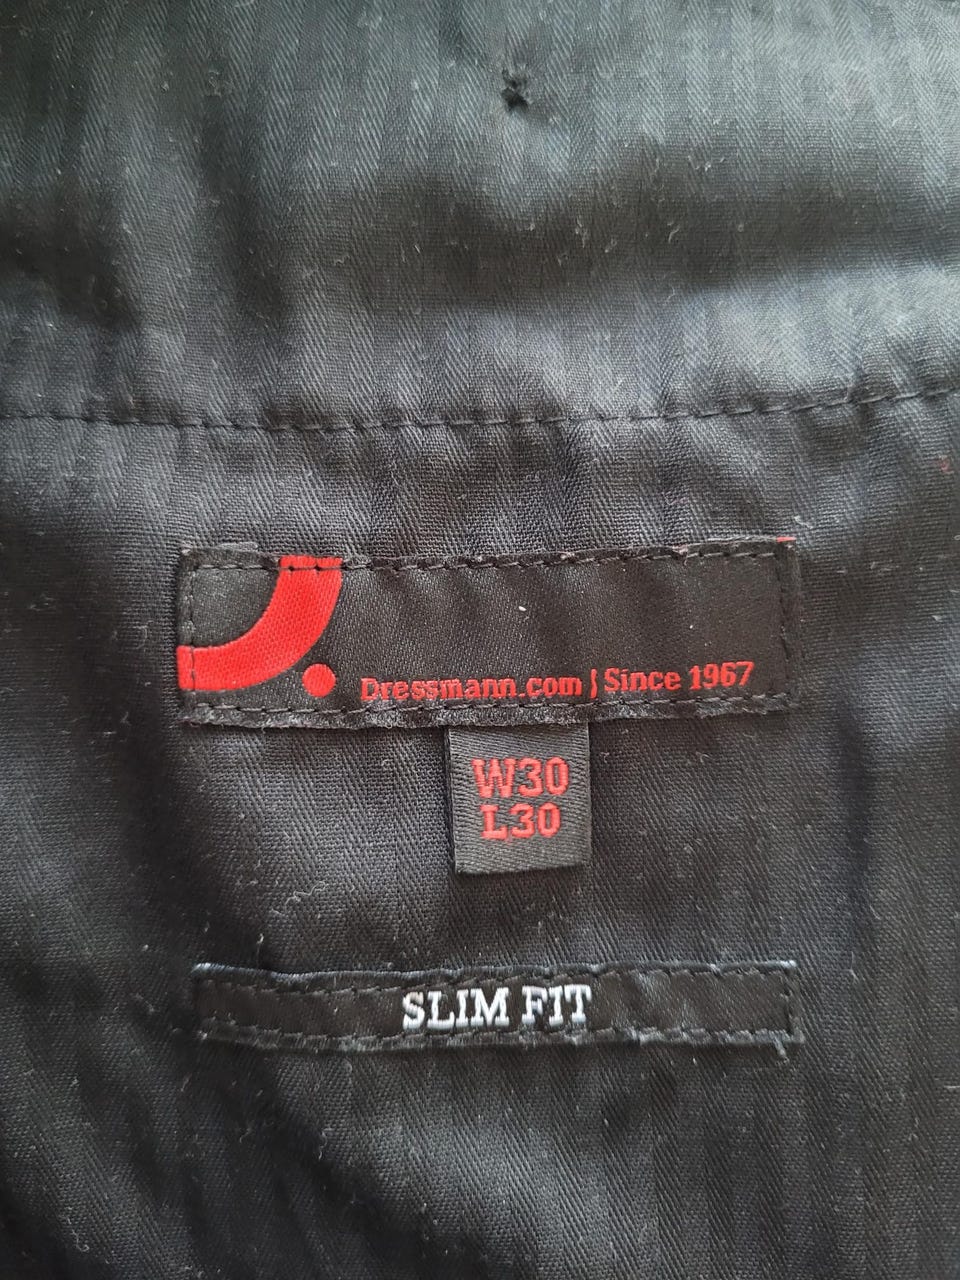 Dressmann.com | Since 1967
W30
L30
SLIM FIT